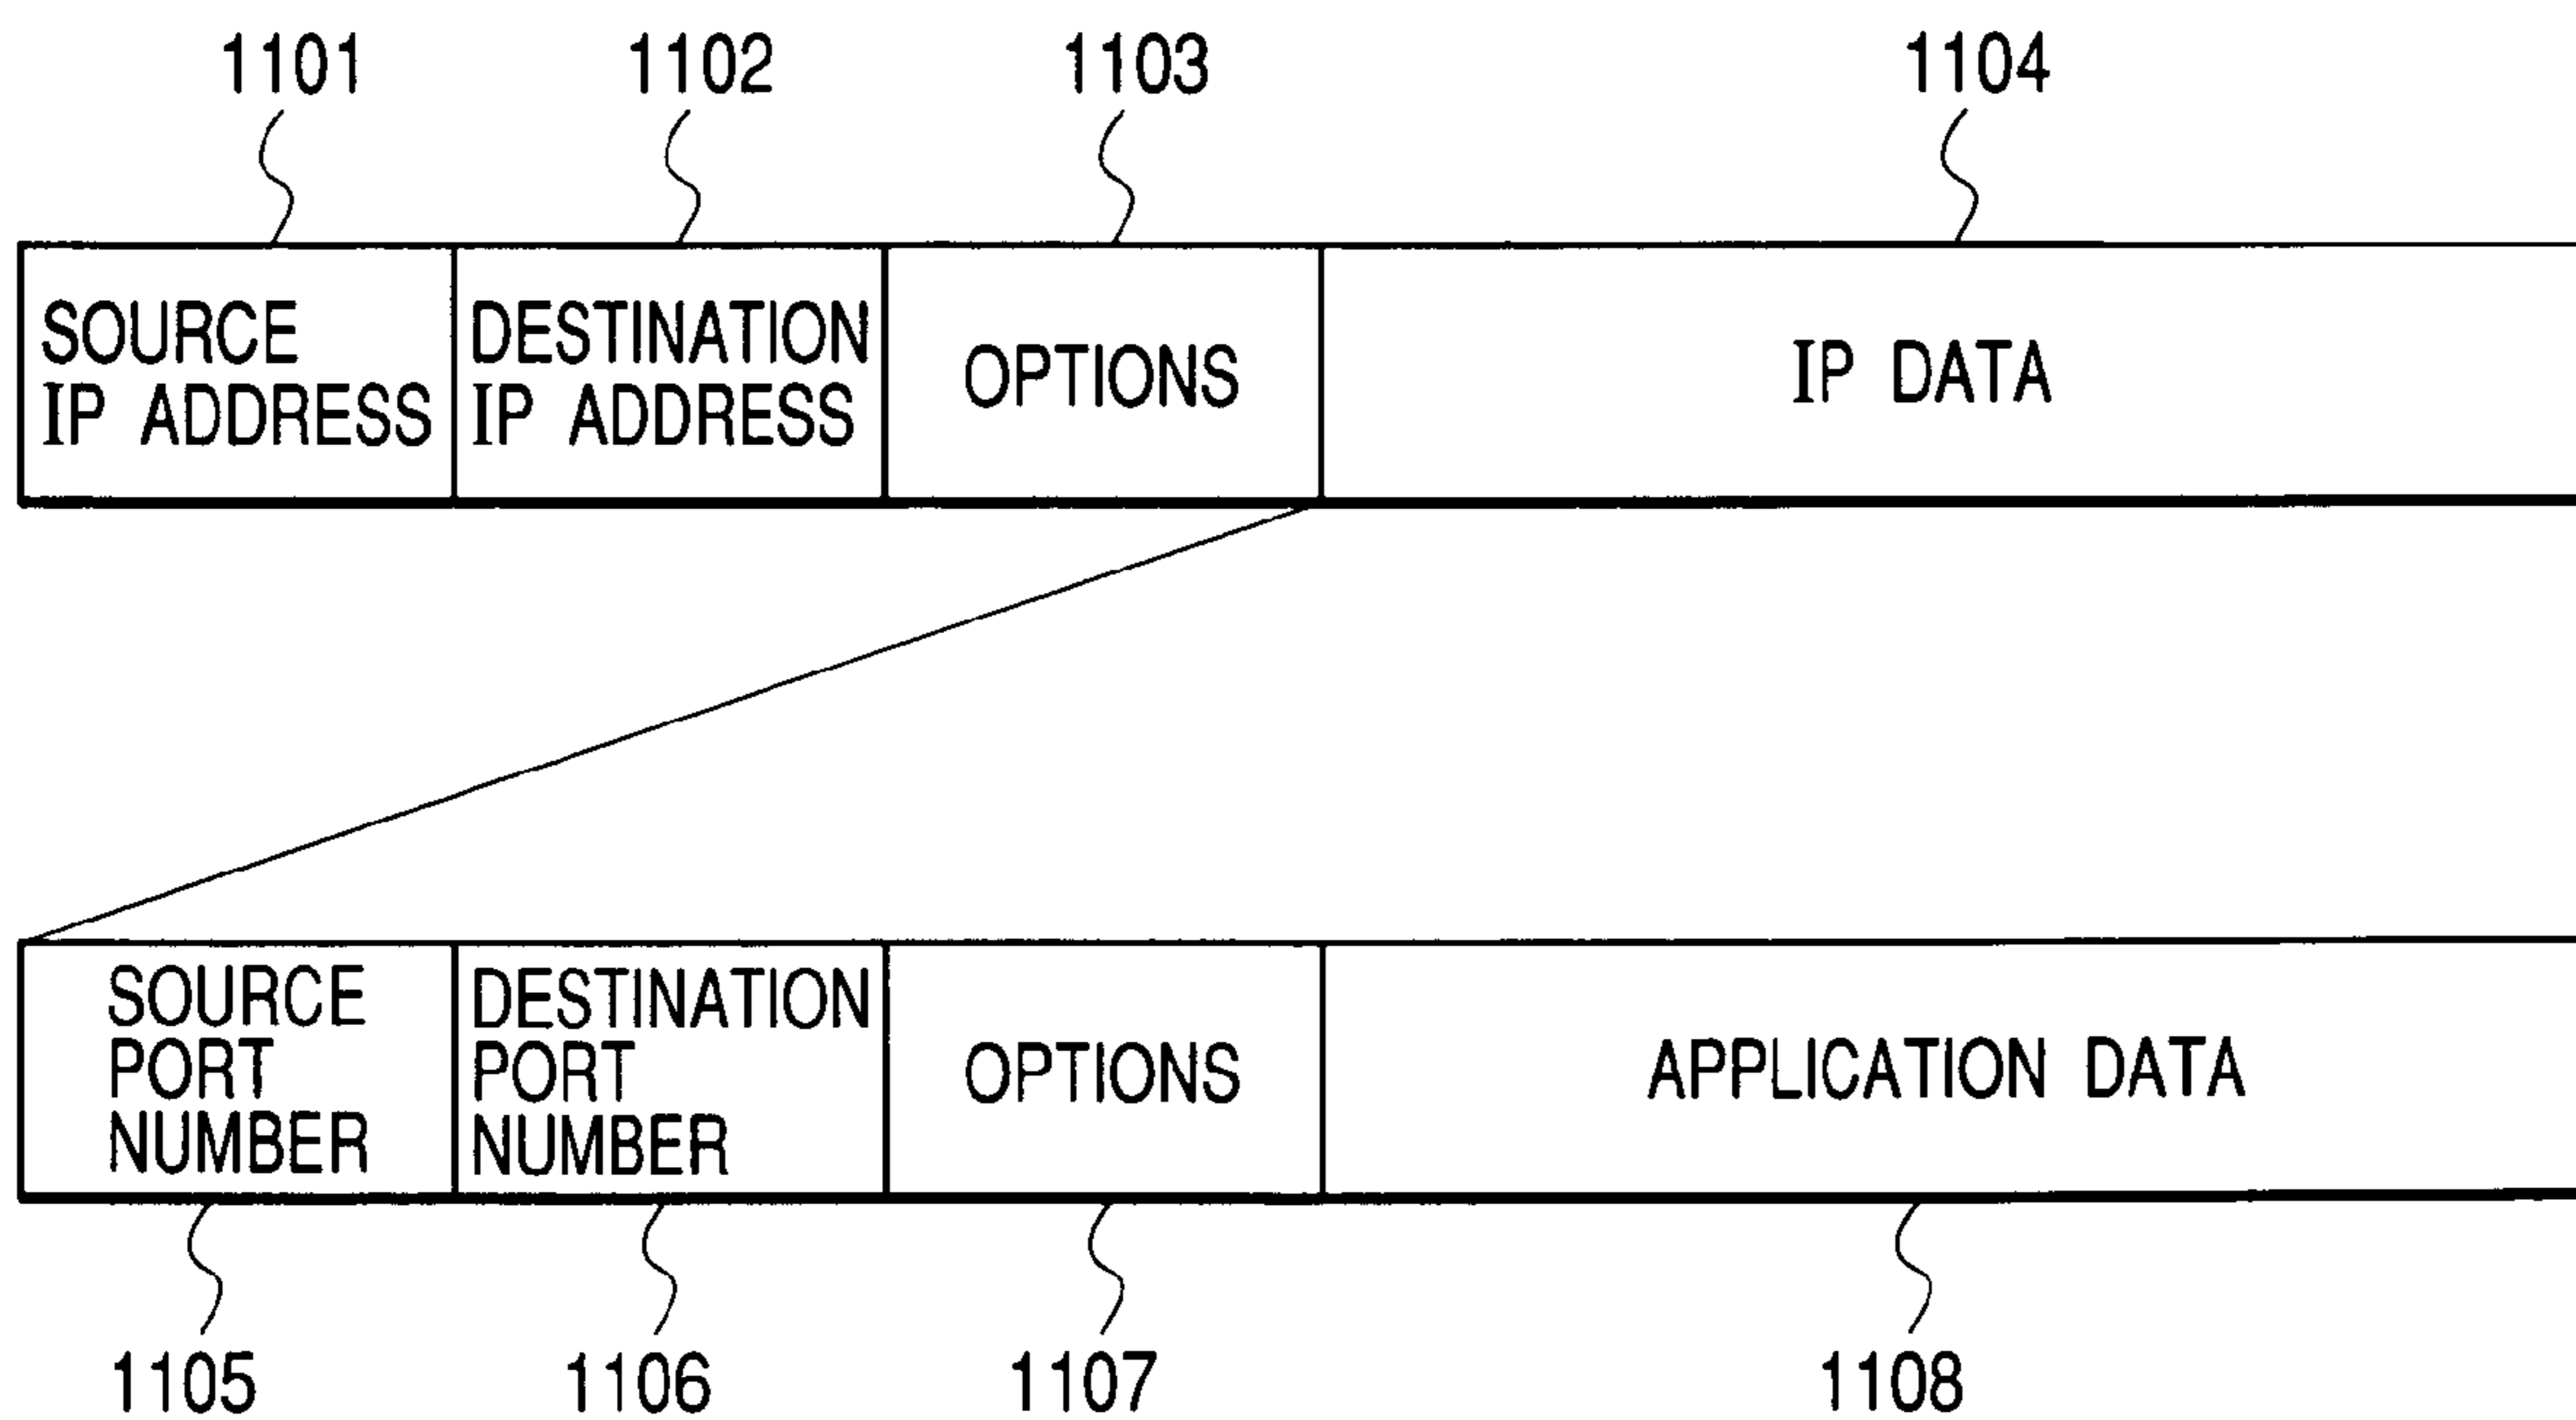 1101 1102 1103 1104
SOURCE
IP ADDRESS
DESTINATION
IP ADDRESS
OPTIONS
IP DATA
SOURCE
PORT
NUMBER
DESTINATION
PORT
NUMBER
OPTIONS
APPLICATION DATA
1105 1106 1107 1108